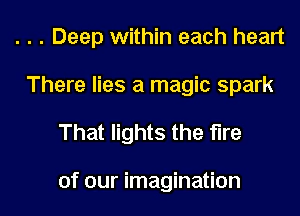 . . . Deep within each heart
There lies a magic spark
That lights the fire
of our imagination